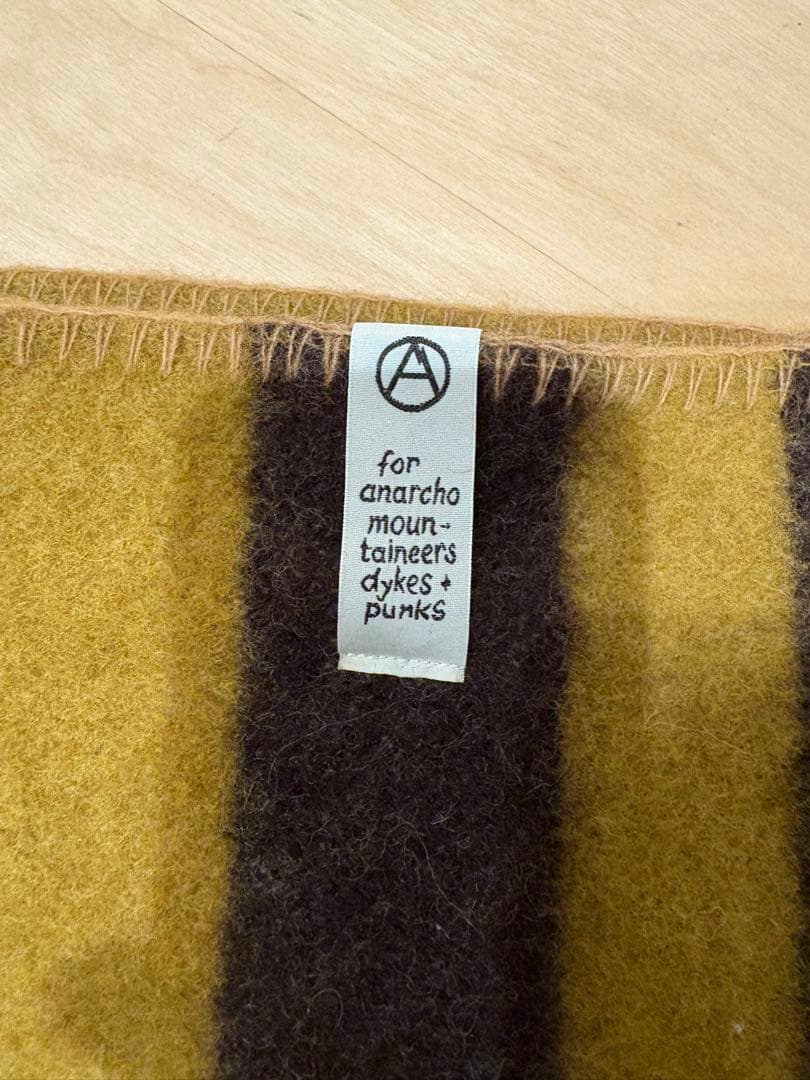 A
for
anarcho
moun-
taineers
dykes +
punks